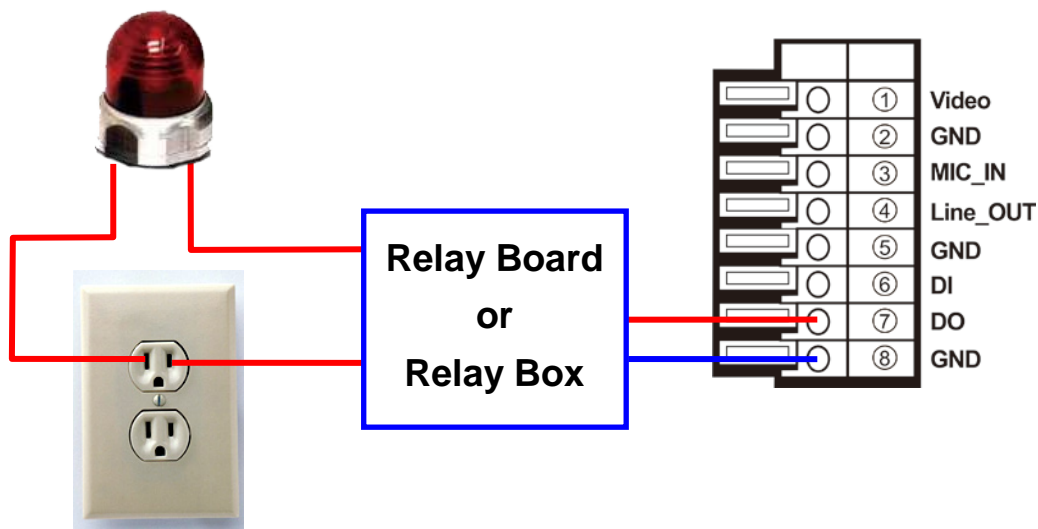 Relay Board
or
Relay Box
① Video
② GND
③ MIC_IN
④ Line_OUT
⑤ GND
⑥ DI
⑦ DO
⑧ GND